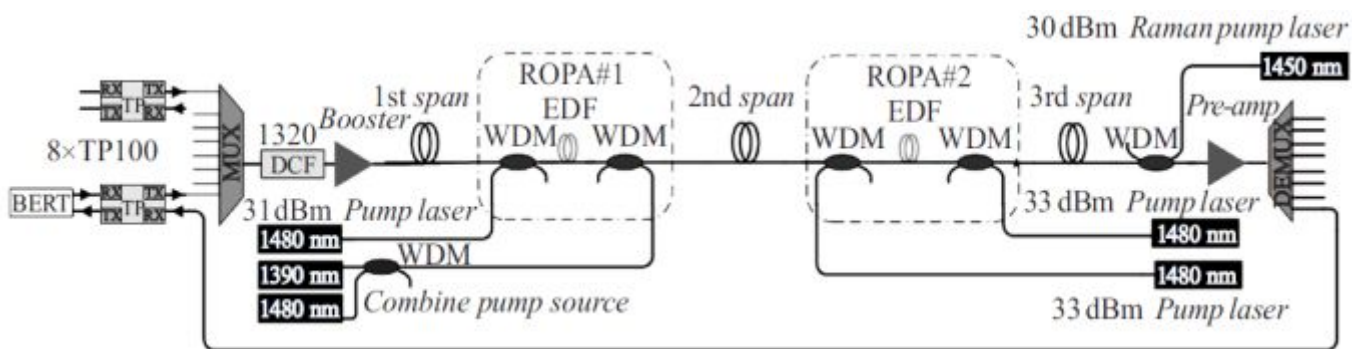 30 dBm Raman pump laser
1450 nm
ROPA#1
EDF
ROPA#2
EDF
1st span
2nd span
3rd span
Pre-amp
RX TX
TP
TX RX
Booster
WDM WDM
WDM WDM
WDM
8×TP100
MUX
1320
DCF
DEMUX
BERT
RX TX
TP
TX RX
31 dBm Pump laser
33 dBm Pump laser
1480 nm
1480 nm
WDM
1390 nm
1480 nm
1480 nm
Combine pump source
33 dBm Pump laser